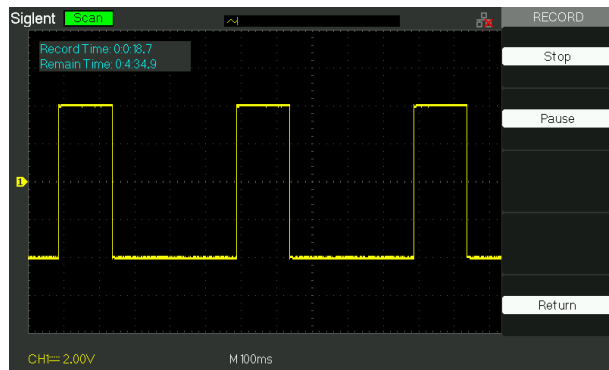 Siglent Scan RECORD
Record Time: 0:0:18.7
Remain Time: 0:4:34.9
Stop
Pause
1
Return
CH1 2.00V M 100ms